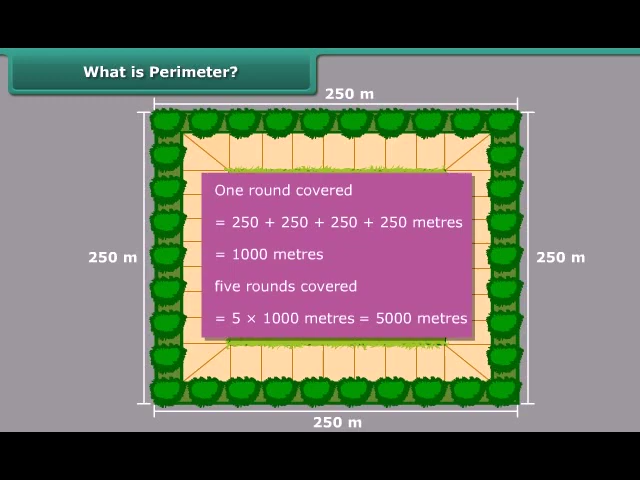 What is Perimeter?
250 m
One round covered
= 250 + 250 + 250 + 250 metres
= 1000 metres
250 m
250 m
five rounds covered
= 5 × 1000 metres = 5000 metres
250 m